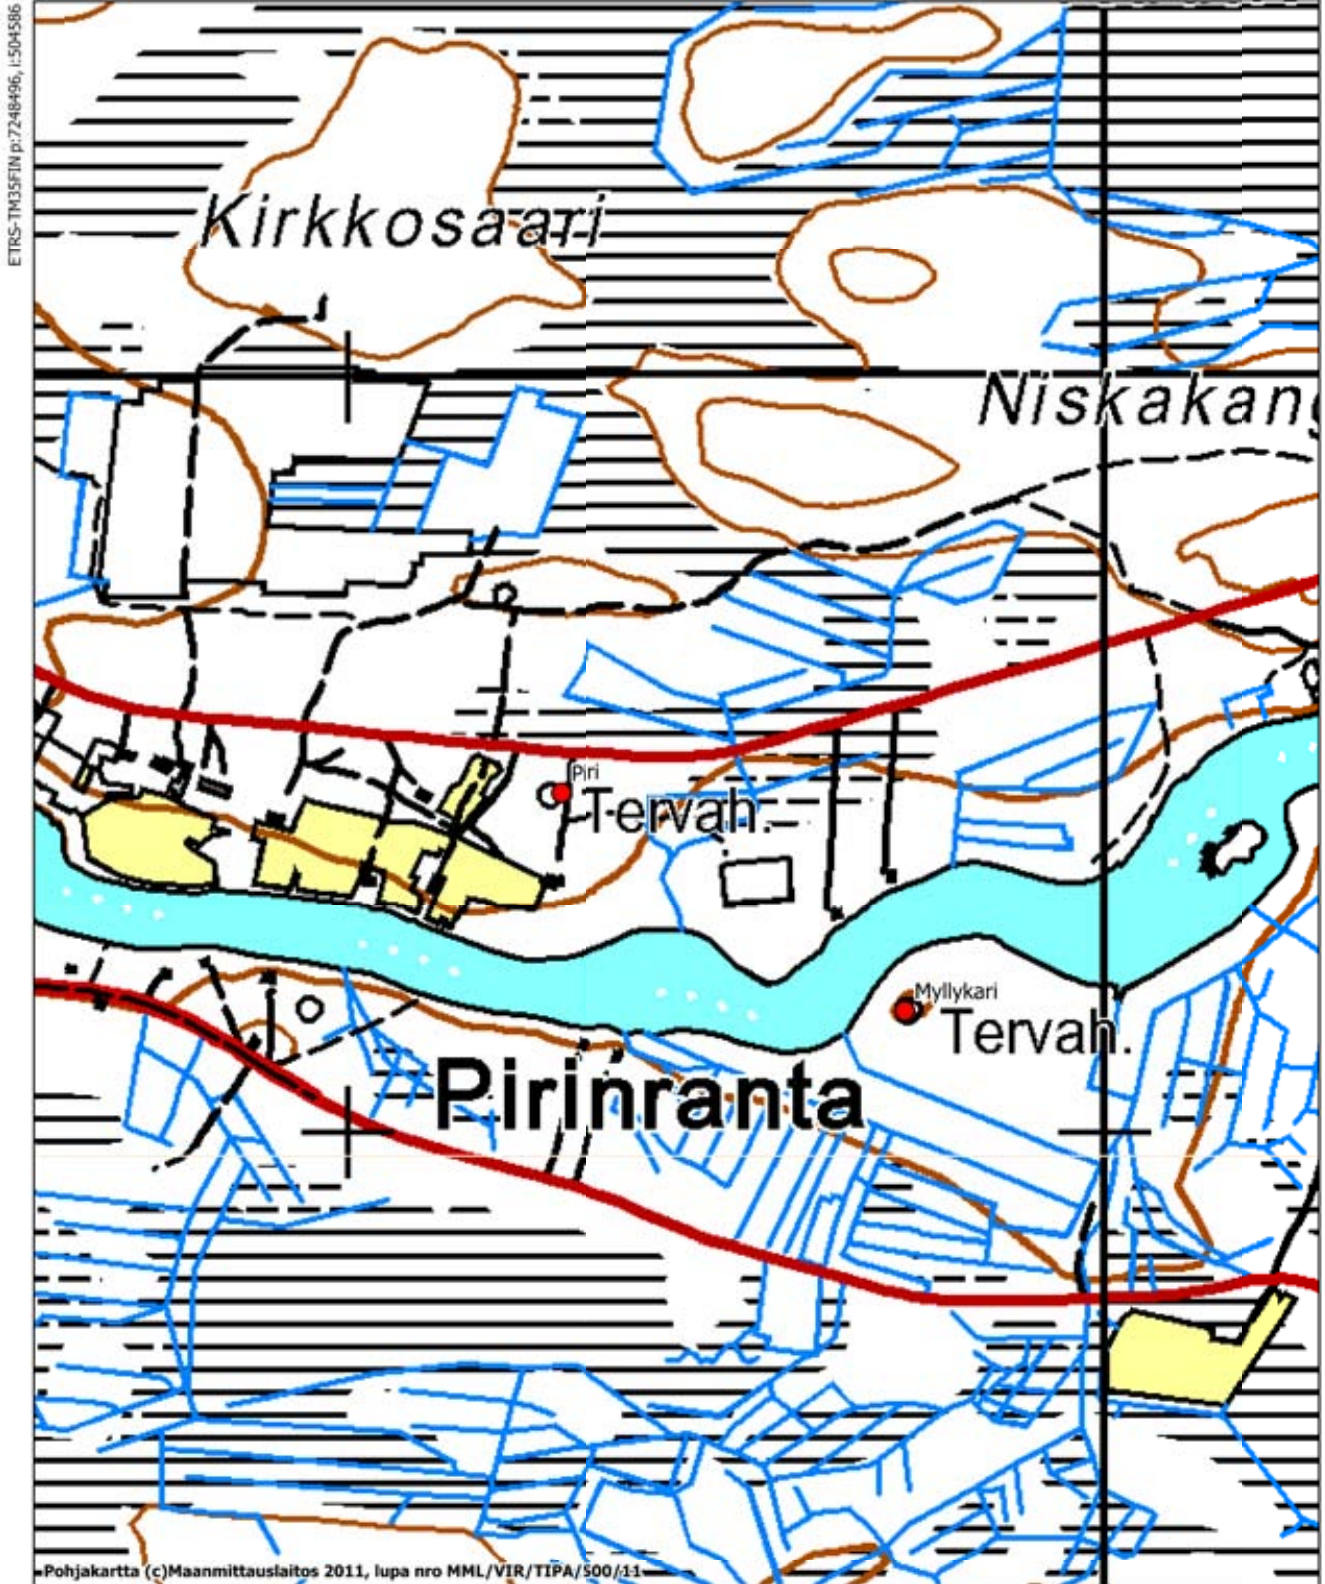 ETRS-TM35FIN p:7248496, i:504586
Kirkkosaari
Niskakang
Piri
Tervah.
Myllykari
Tervah.
Pirinranta
Pohjakartta (c)Maanmittauslaitos 2011, lupa nro MML/VIR/TIPA/500/11